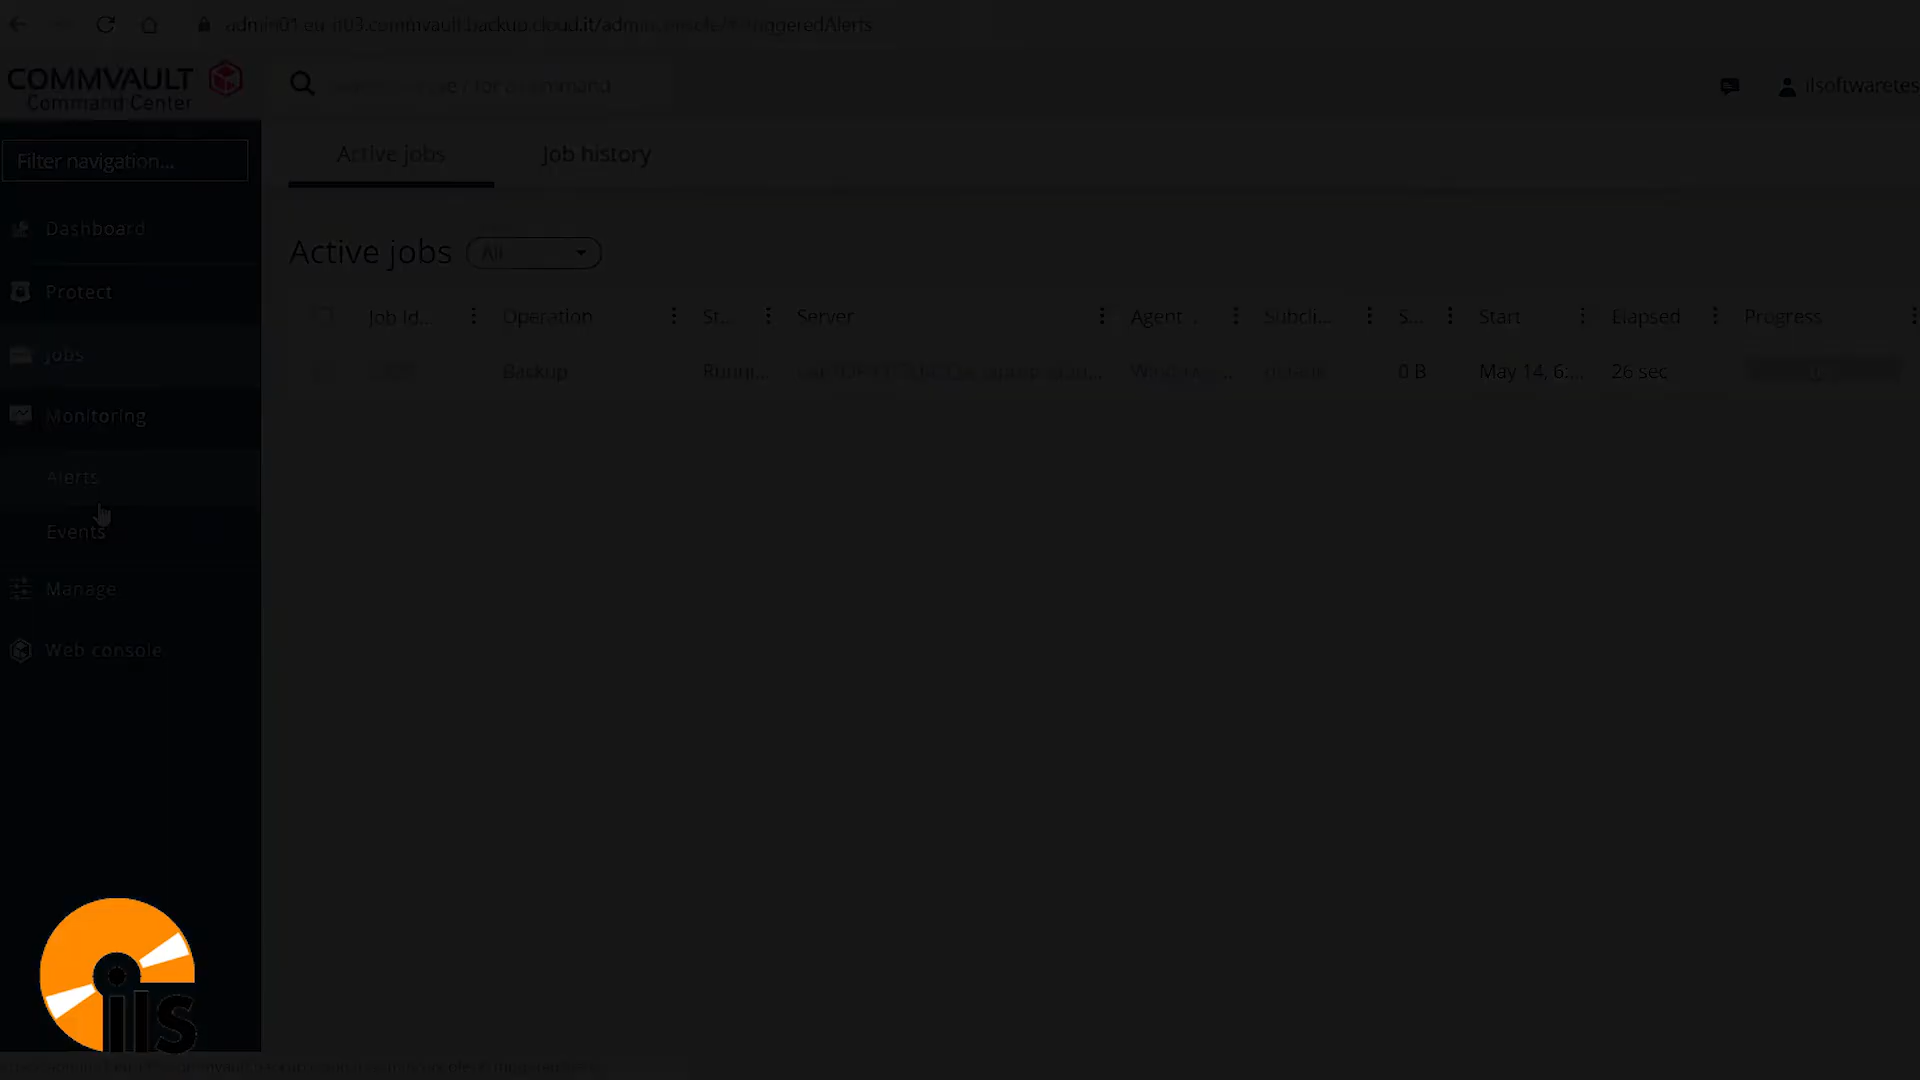 COMMVAULT
Command Center
ilsoftwaretes
Filter navigation...
Active jobs
Job history
Dashboard
Protect
Jobs
Monitoring
Alerts
Events
Manage
Web console
Active jobs
All
Job Id...
Operation
St...
Server
Agent ...
Subcli...
S...
Start
Elapsed
Progress
Backup
Runni...
default
0 B
May 14, 6:...
26 sec
ils